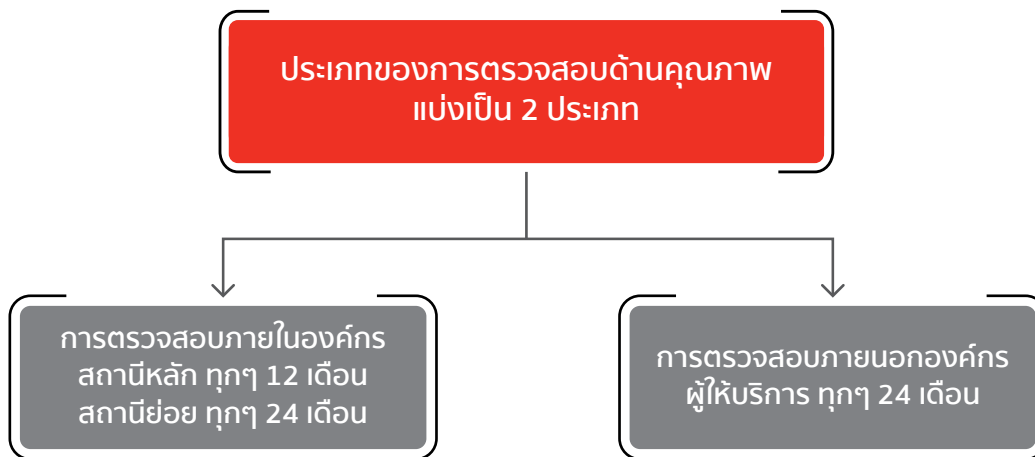 ประเภทของการตรวจสอบด้านคุณภาพ
แบ่งเป็น 2 ประเภท
การตรวจสอบภายในองค์กร
สถานีหลัก ทุกๆ 12 เดือน
สถานีย่อย ทุกๆ 24 เดือน
การตรวจสอบภายนอกองค์กร
ผู้ให้บริการ ทุกๆ 24 เดือน